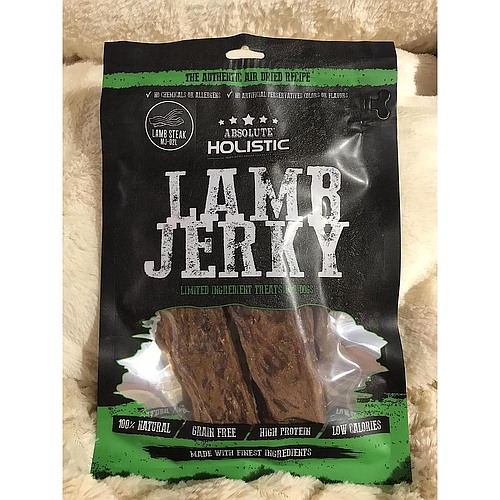 THE AUTHENTIC AIR DRIED RECIPE
✓ NO CHEMICALS OR ALLERGENS ✓ NO ARTIFICIAL PRESERVATIVES COLORS OR FLAVORS
LAMB STEAK
MJ-02L
ABSOLUTE
HOLISTIC
LAMB
JERKY
LIMITED INGREDIENT TREATS FOR DOGS
100% NATURAL / GRAIN FREE / HIGH PROTEIN / LOW CALORIES
MADE WITH FINEST INGREDIENTS